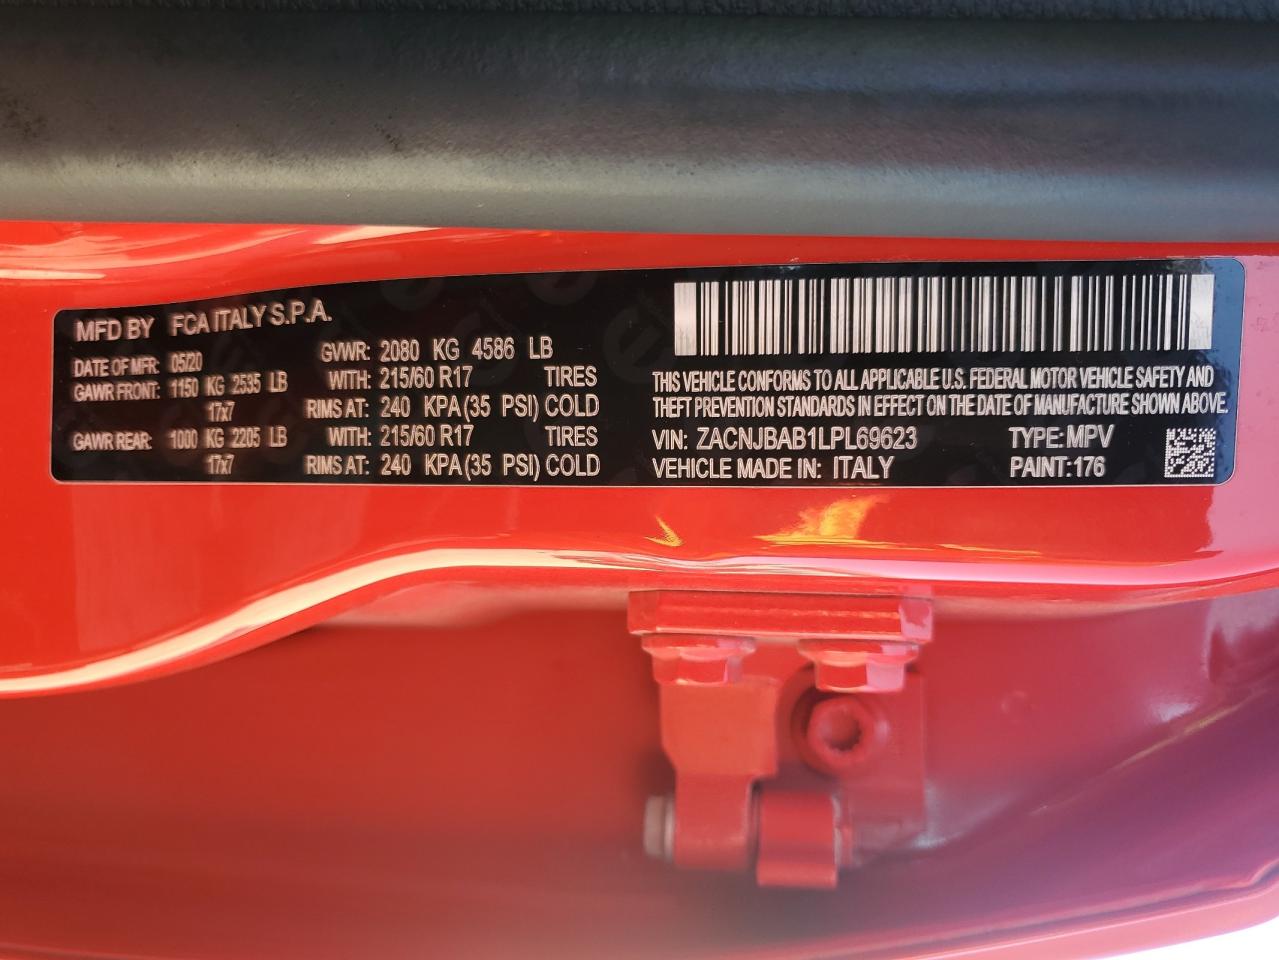 MFD BY FCA ITALY S.P.A.
DATE OF MFR: 05/20 GVWR: 2080 KG 4586 LB
GAWR FRONT: 1150 KG 2535 LB WITH: 215/60 R17 TIRES
17x7 RIMS AT: 240 KPA (35 PSI) COLD
GAWR REAR: 1000 KG 2205 LB WITH: 215/60 R17 TIRES
17x7 RIMS AT: 240 KPA (35 PSI) COLD
THIS VEHICLE CONFORMS TO ALL APPLICABLE U.S. FEDERAL MOTOR VEHICLE SAFETY AND
THEFT PREVENTION STANDARDS IN EFFECT ON THE DATE OF MANUFACTURE SHOWN ABOVE.
VIN: ZACNJBAB1LPL69623 TYPE: MPV
VEHICLE MADE IN: ITALY PAINT: 176